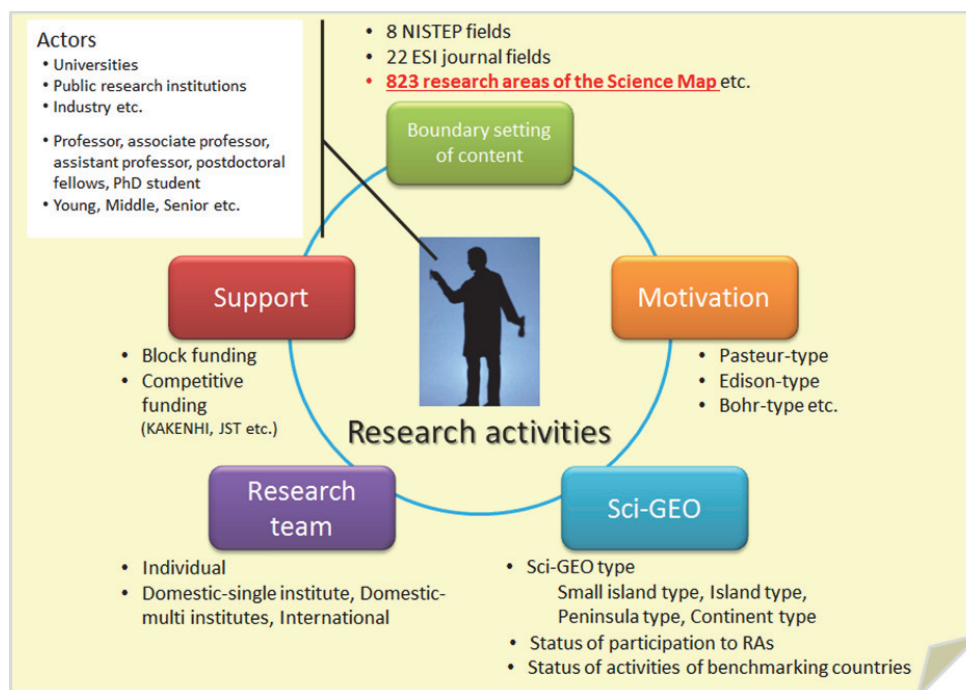 Actors
• Universities
• Public research institutions
• Industry etc.
• Professor, associate professor,
assistant professor, postdoctoral
fellows, PhD student
• Young, Middle, Senior etc.
• 8 NISTEP fields
• 22 ESI journal fields
• 823 research areas of the Science Map etc.
Boundary setting
of content
Support
• Block funding
• Competitive
funding
(KAKENHI, JST etc.)
Motivation
• Pasteur-type
• Edison-type
• Bohr-type etc.
Research activities
Research
team
• Individual
• Domestic-single institute, Domestic-
multi institutes, International
Sci-GEO
• Sci-GEO type
Small island type, Island type,
Peninsula type, Continent type
• Status of participation to RAs
• Status of activities of benchmarking countries